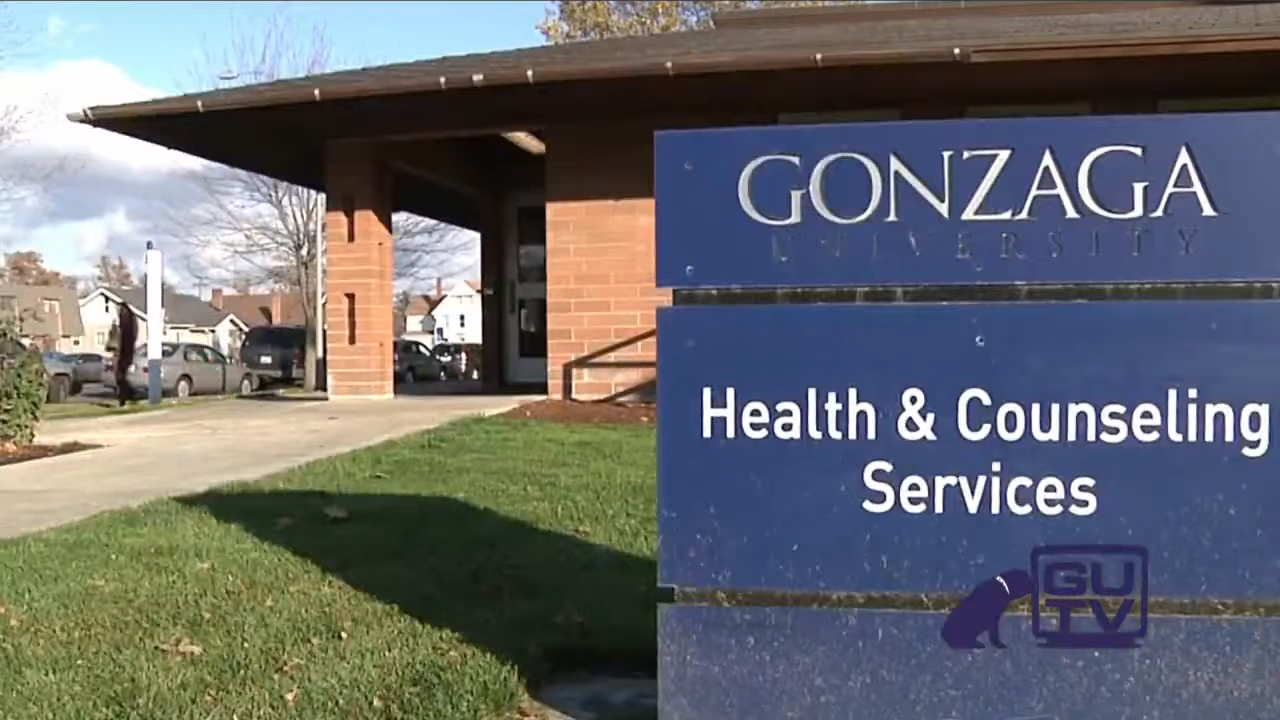 GONZAGA
UNIVERSITY
Health & Counseling
Services
GU
TV